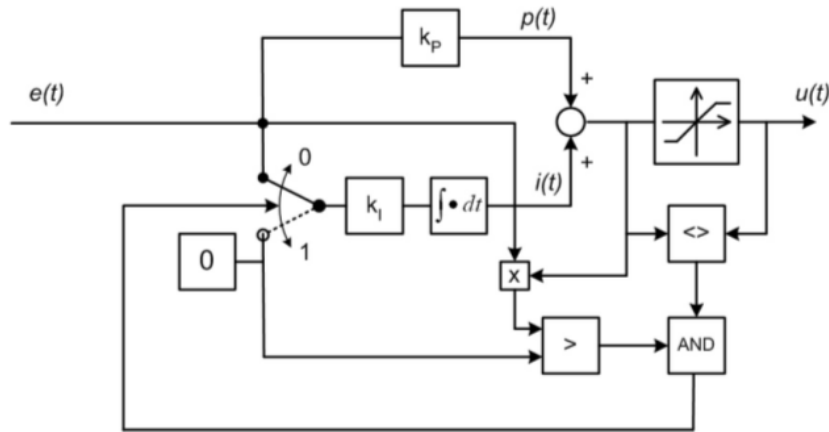 k_P
p(t)
+
e(t)
u(t)
0
k_I
∫• dt
i(t)
+
1
0
<>
x
>
AND